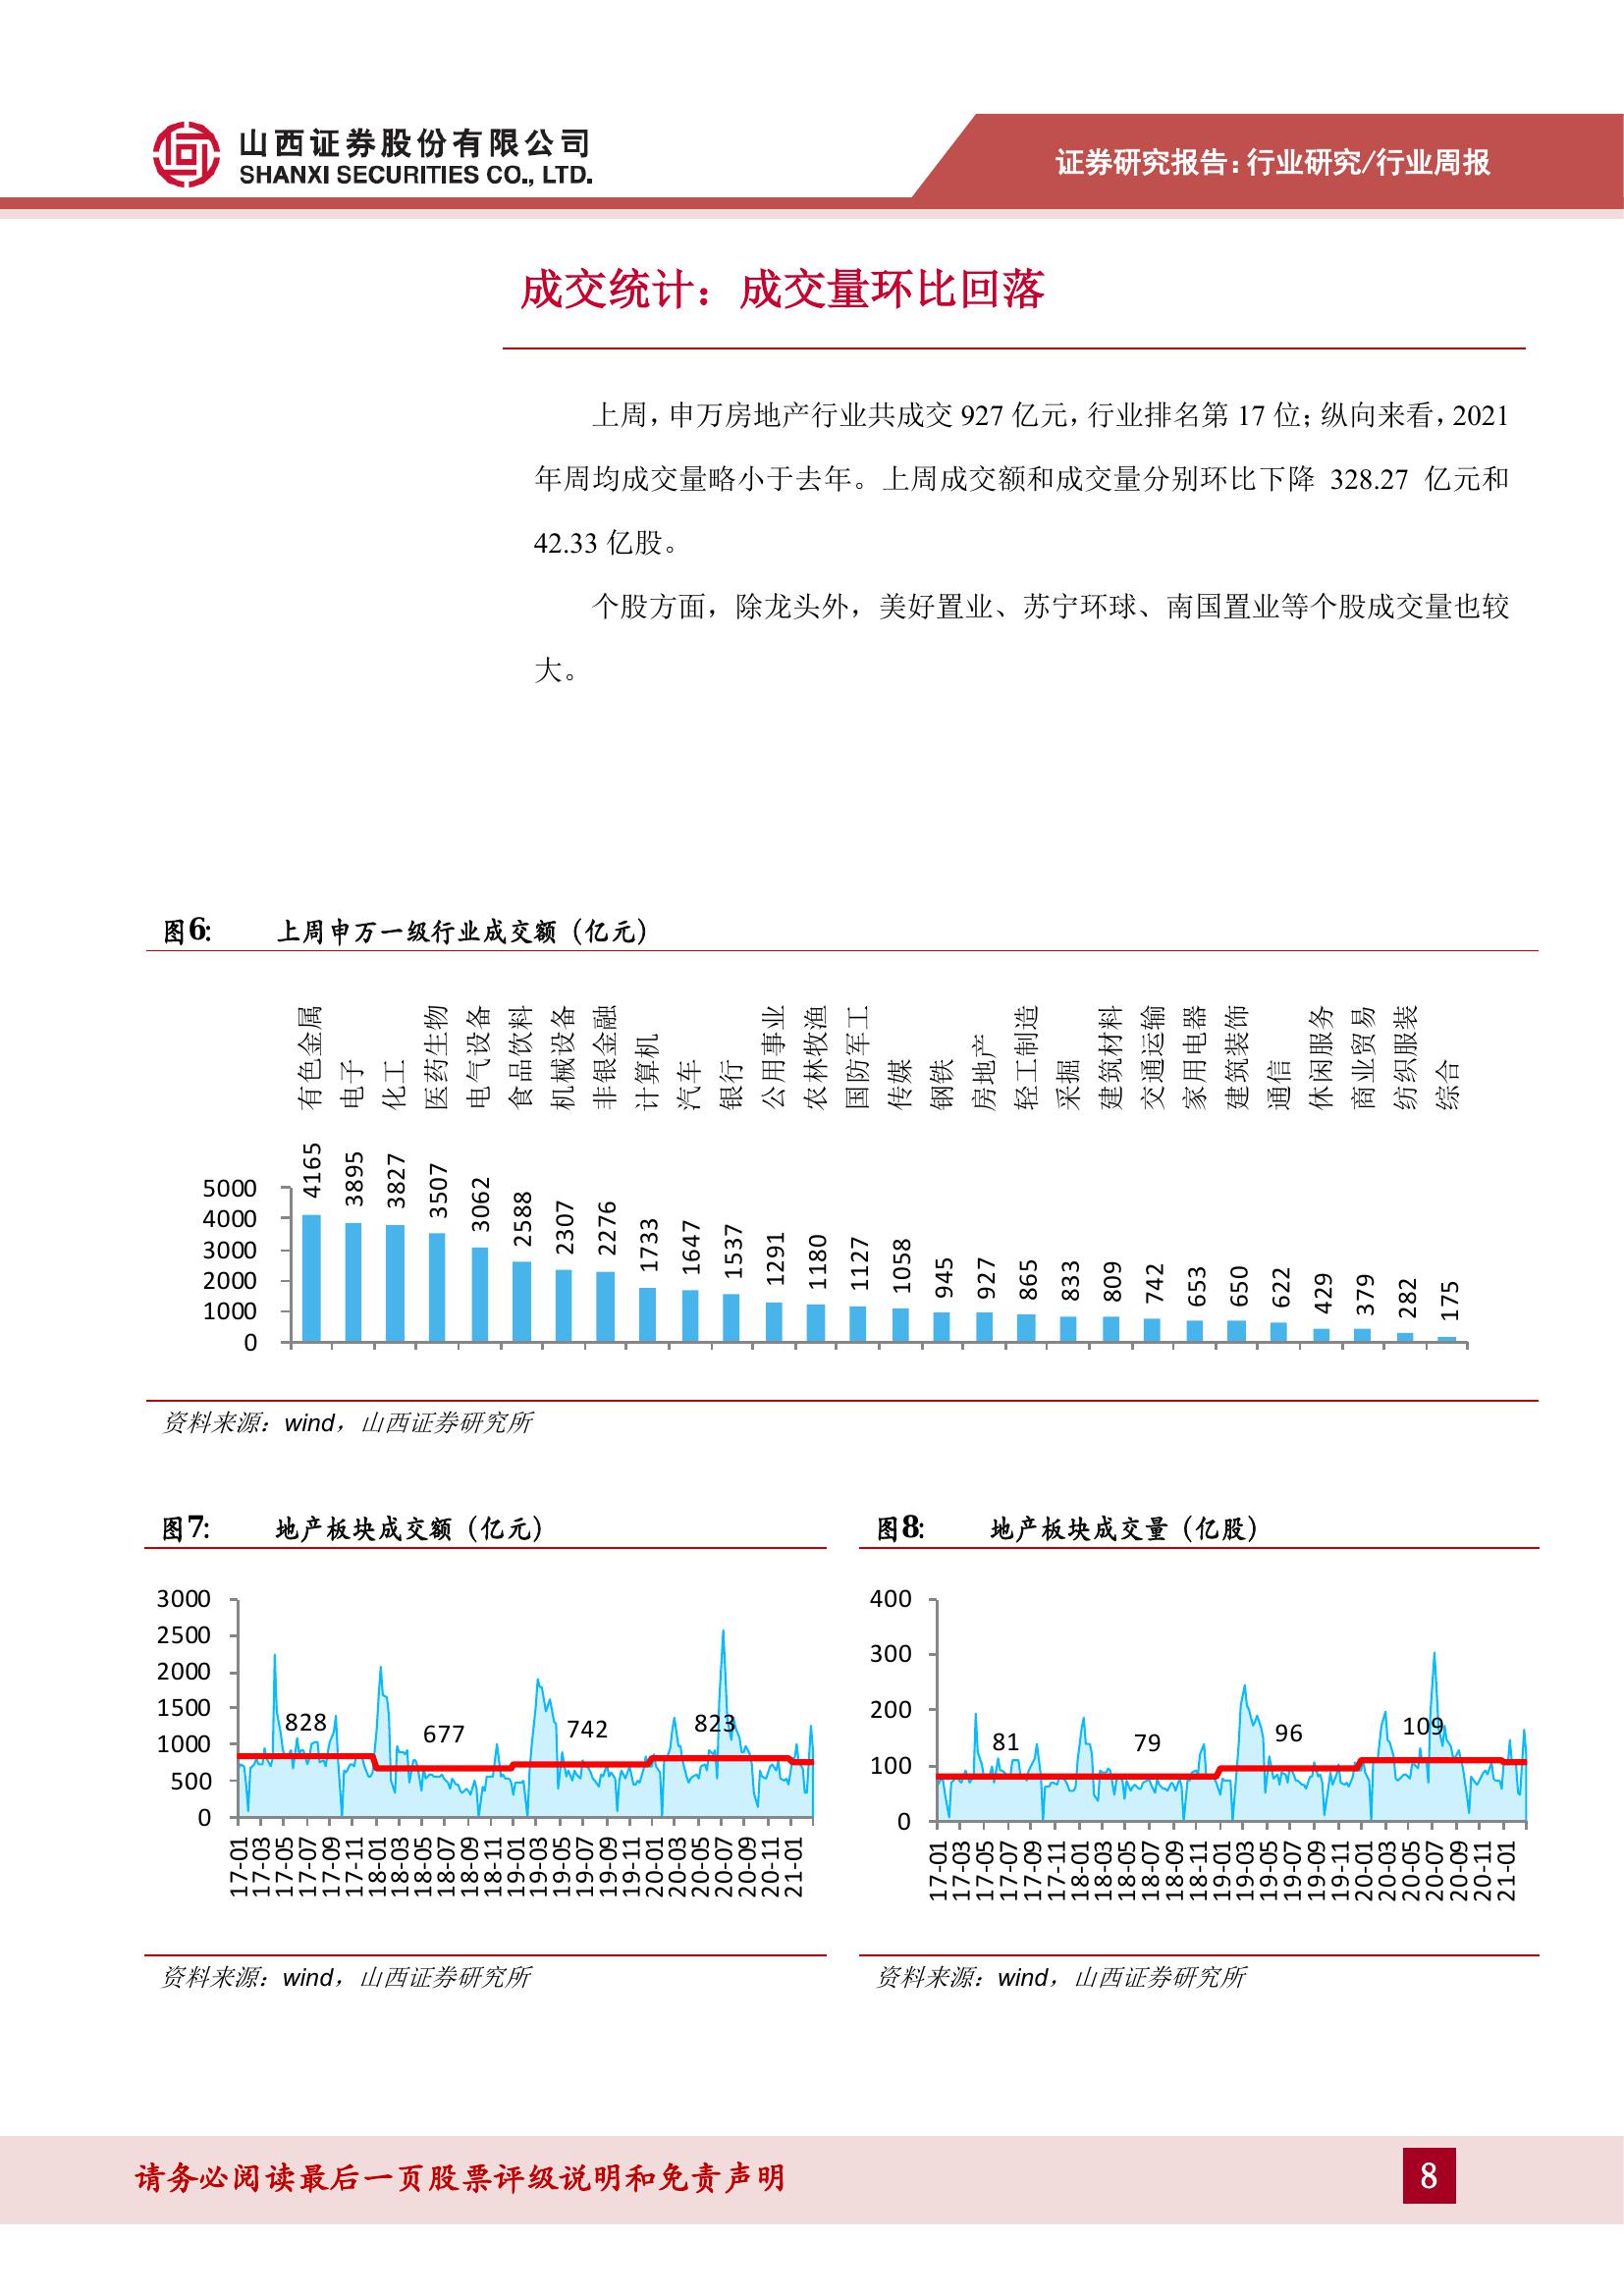 山西证券股份有限公司
SHANXI SECURITIES CO., LTD.
证券研究报告：行业研究/行业周报
成交统计：成交量环比回落
上周，申万房地产行业共成交 927 亿元，行业排名第 17 位；纵向来看，2021
年周均成交量略小于去年。上周成交额和成交量分别环比下降 328.27 亿元和
42.33 亿股。
个股方面，除龙头外，美好置业、苏宁环球、南国置业等个股成交量也较
大。
图6: 上周申万一级行业成交额（亿元）
有色金属 电子 化工 医药生物 电气设备 食品饮料 机械设备 非银金融 计算机 汽车 银行 公用事业 农林牧渔 国防军工 传媒 钢铁 房地产 轻工制造 采掘 建筑材料 交通运输 家用电器 建筑装饰 通信 休闲服务 商业贸易 纺织服装 综合
4165 3895 3827 3507 3062 2588 2307 2276 1733 1647 1537 1291 1180 1127 1058 945 927 865 833 809 742 653 650 622 429 379 282 175
5000
4000
3000
2000
1000
0
资料来源：wind，山西证券研究所
图7: 地产板块成交额（亿元）
3000
2500
2000
1500
1000
500
0
828 677 742 823
17-01 17-03 17-05 17-07 17-09 17-11 18-01 18-03 18-05 18-07 18-09 18-11 19-01 19-03 19-05 19-07 19-09 19-11 20-01 20-03 20-05 20-07 20-09 20-11 21-01
资料来源：wind，山西证券研究所
图8: 地产板块成交量（亿股）
400
300
200
100
0
81 79 96 109
17-01 17-03 17-05 17-07 17-09 17-11 18-01 18-03 18-05 18-07 18-09 18-11 19-01 19-03 19-05 19-07 19-09 19-11 20-01 20-03 20-05 20-07 20-09 20-11 21-01
资料来源：wind，山西证券研究所
请务必阅读最后一页股票评级说明和免责声明
8